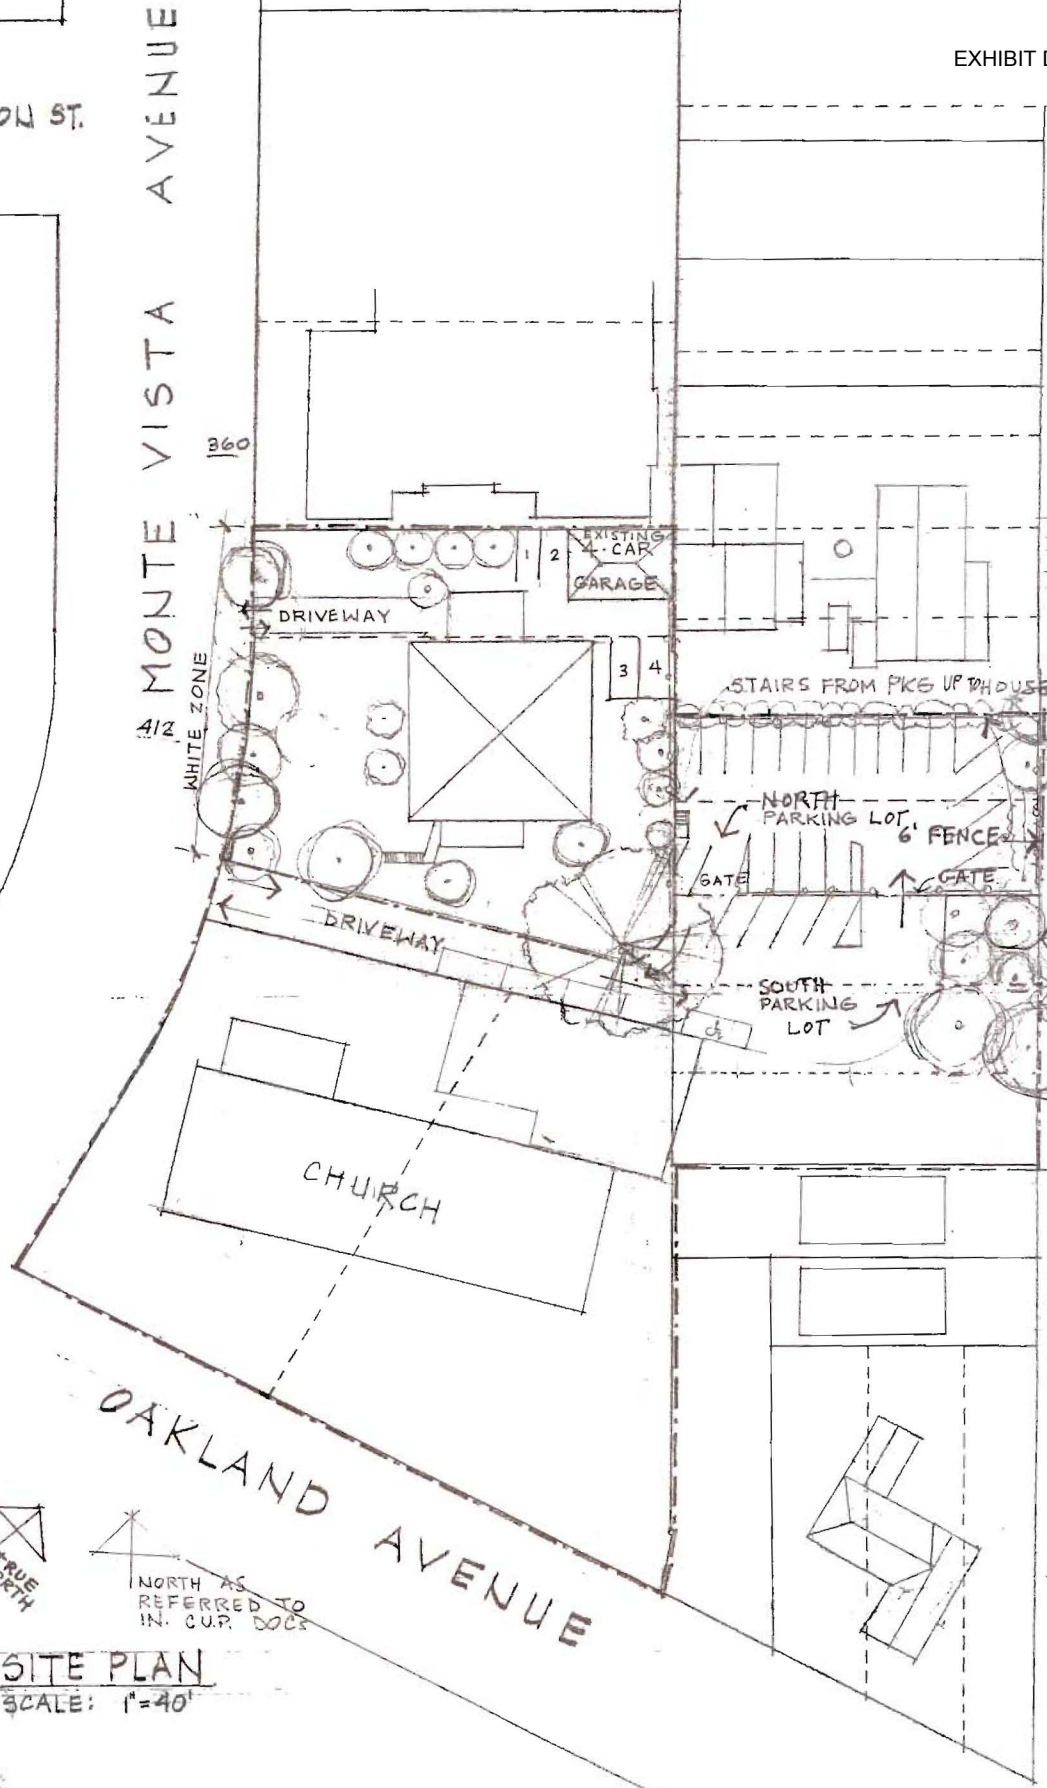 EXHIBIT D
ON ST.
MONTE VISTA AVENUE
360
EXISTING
4-CAR
GARAGE
1
2
DRIVEWAY
WHITE ZONE
3
4
STAIRS FROM PKG UP TO HOUSE
412
NORTH
PARKING LOT
6' FENCE
GATE
GATE
DRIVEWAY
SOUTH
PARKING
LOT
CHURCH
OAKLAND AVENUE
TRUE
NORTH
NORTH AS
REFERRED TO
IN C.U.P. DOCS
SITE PLAN
SCALE: 1"=40'